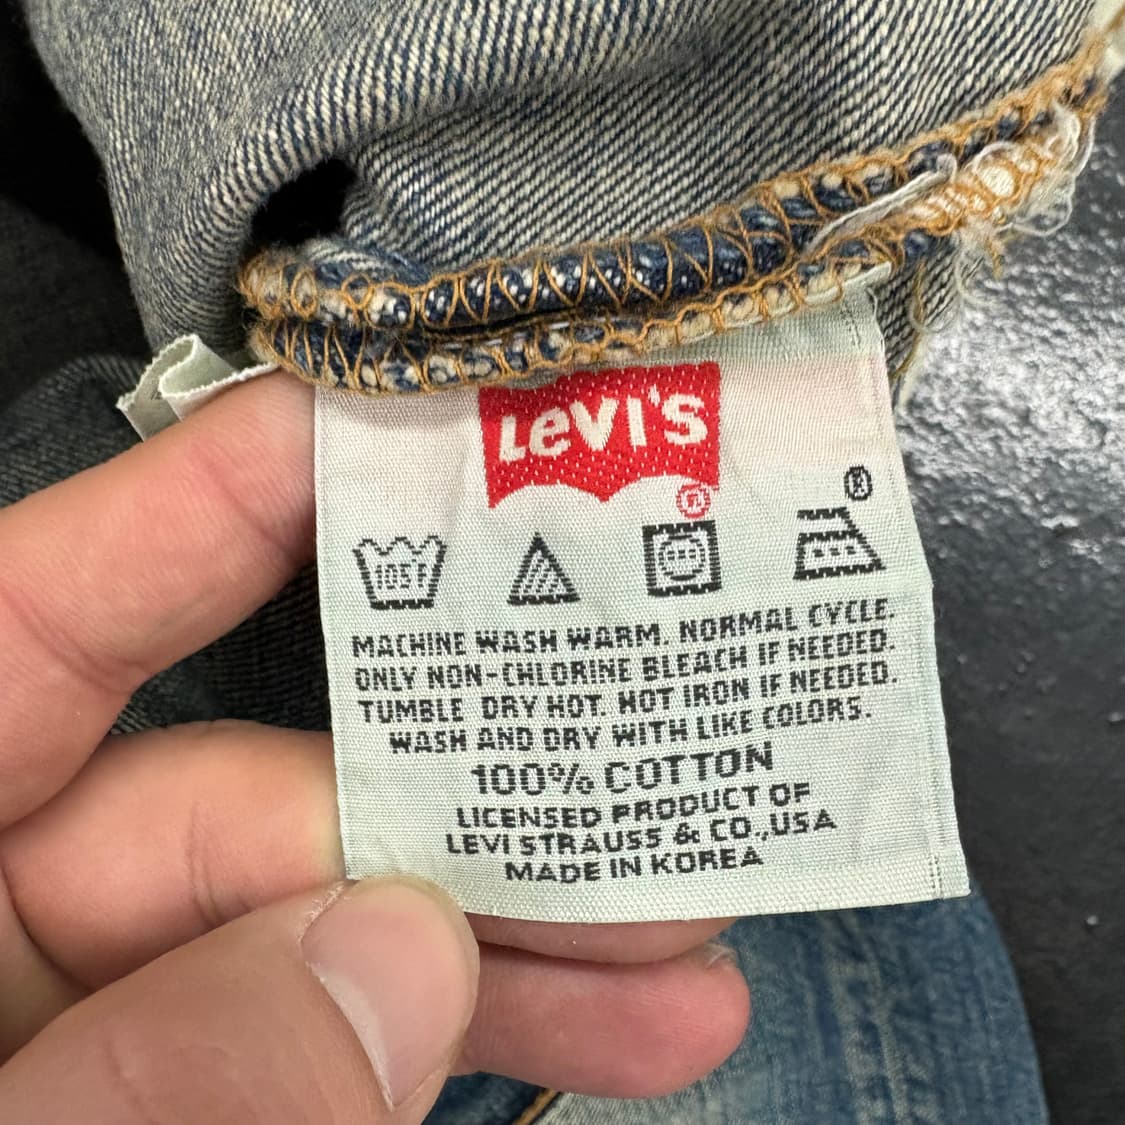 LeVI'S
®
®
105F
MACHINE WASH WARM. NORMAL CYCLE.
ONLY NON-CHLORINE BLEACH IF NEEDED.
TUMBLE DRY HOT. HOT IRON IF NEEDED.
WASH AND DRY WITH LIKE COLORS.
100% COTTON
LICENSED PRODUCT OF
LEVI STRAUSS & CO.,USA
MADE IN KOREA